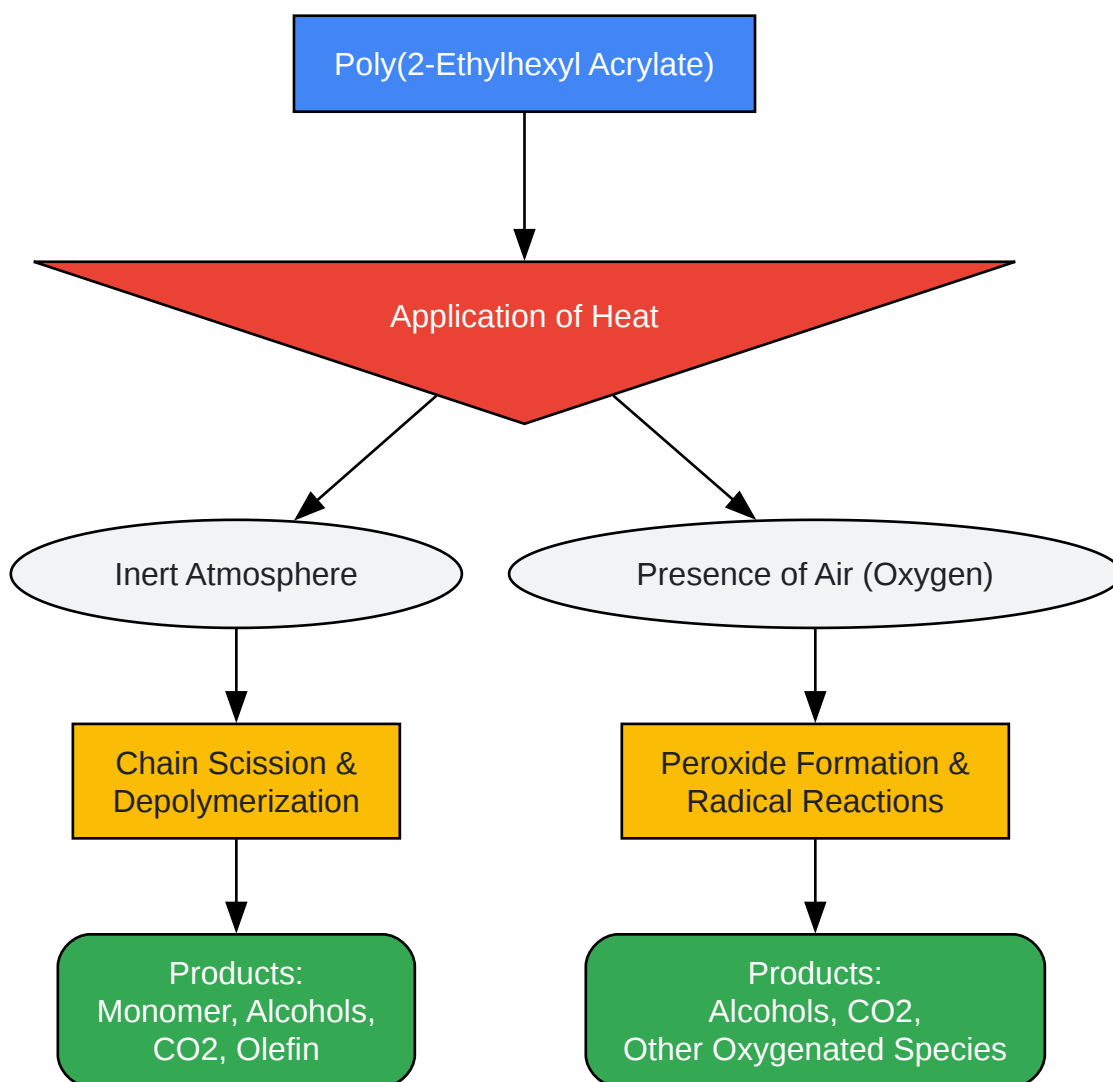 Poly(2-Ethylhexyl Acrylate)
Application of Heat
Inert Atmosphere
Presence of Air (Oxygen)
Chain Scission &
Depolymerization
Peroxide Formation &
Radical Reactions
Products:
Monomer, Alcohols,
CO2, Olefin
Products:
Alcohols, CO2,
Other Oxygenated Species